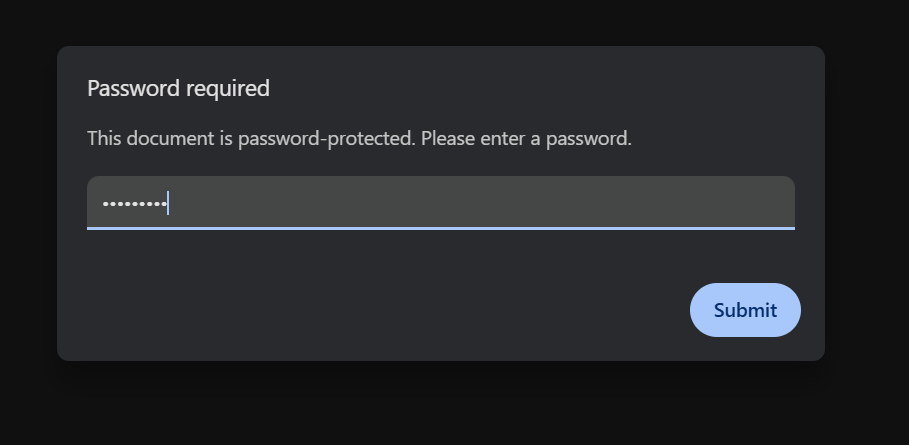 Password required
This document is password-protected. Please enter a password.
•••••••••
Submit